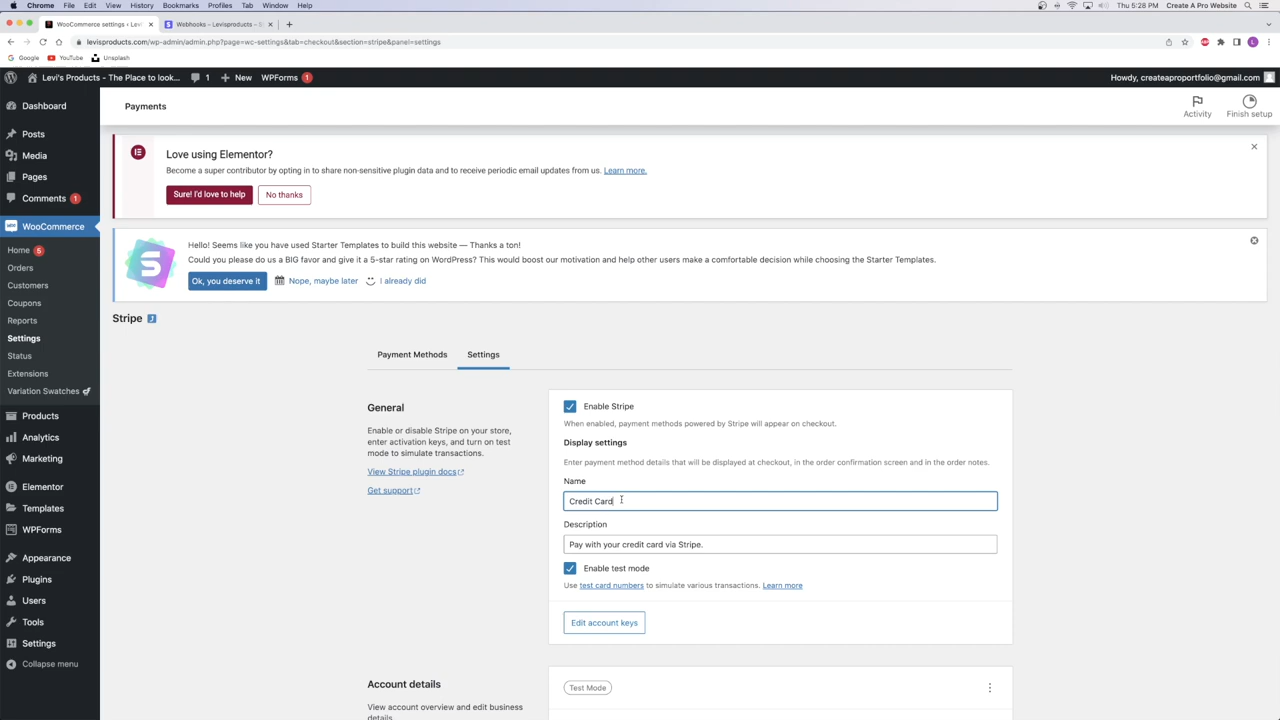 Chrome File Edit View History Bookmarks Profiles Tab Window Help
Thu 5:28 PM Create A Pro Website
WooCommerce settings ‹ Levi
Webhooks – Levisproducts – S
levisproducts.com/wp-admin/admin.php?page=wc-settings&tab=checkout&section=stripe&panel=settings
Google YouTube Unsplash
Levi's Products - The Place to look... 1 New WPForms 1
Howdy, createaproportfolio@gmail.com
Dashboard
Posts
Media
Pages
Comments 1
WooCommerce
Home 5
Orders
Customers
Coupons
Reports
Settings
Status
Extensions
Variation Swatches
Products
Analytics
Marketing
Elementor
Templates
WPForms
Appearance
Plugins
Users
Tools
Settings
Collapse menu
Payments
Activity
Finish setup
Love using Elementor?
Become a super contributor by opting in to share non-sensitive plugin data and to receive periodic email updates from us. Learn more.
Sure! I'd love to help
No thanks
Hello! Seems like you have used Starter Templates to build this website — Thanks a ton!
Could you please do us a BIG favor and give it a 5-star rating on WordPress? This would boost our motivation and help other users make a comfortable decision while choosing the Starter Templates.
Ok, you deserve it
Nope, maybe later
I already did
Stripe
Payment Methods
Settings
General
Enable or disable Stripe on your store,
enter activation keys, and turn on test
mode to simulate transactions.
View Stripe plugin docs
Get support
Enable Stripe
When enabled, payment methods powered by Stripe will appear on checkout.
Display settings
Enter payment method details that will be displayed at checkout, in the order confirmation screen and in the order notes.
Name
Credit Card
Description
Pay with your credit card via Stripe.
Enable test mode
Use test card numbers to simulate various transactions. Learn more
Edit account keys
Account details
View account overview and edit business
details.
Test Mode